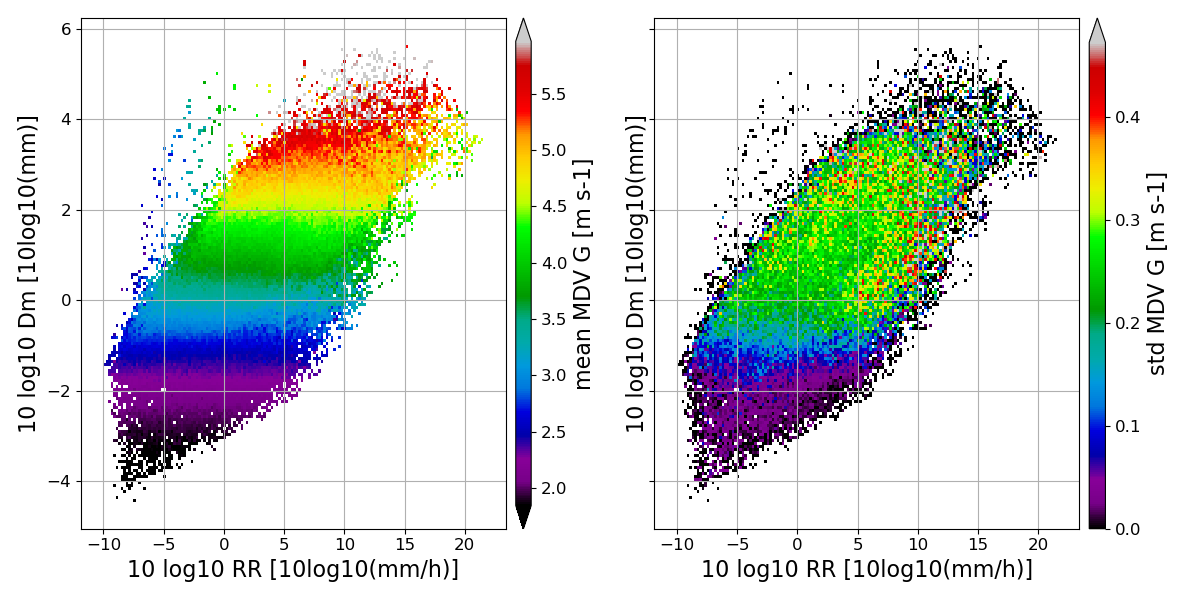 6
4
2
0
−2
−4
10 log10 Dm [10log10(mm)]
−10 −5 0 5 10 15 20
10 log10 RR [10log10(mm/h)]
5.5
5.0
4.5
4.0
3.5
3.0
2.5
2.0
mean MDV G [m s-1]
10 log10 Dm [10log10(mm)]
−10 −5 0 5 10 15 20
10 log10 RR [10log10(mm/h)]
0.4
0.3
0.2
0.1
0.0
std MDV G [m s-1]